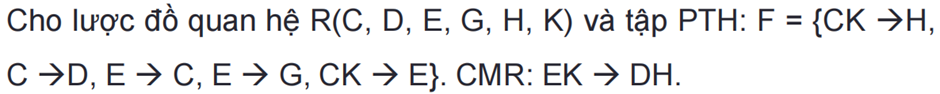 Cho lược đồ quan hệ R(C, D, E, G, H, K) và tập PTH: F = {CK →H,
C →D, E → C, E → G, CK → E}. CMR: EK → DH.